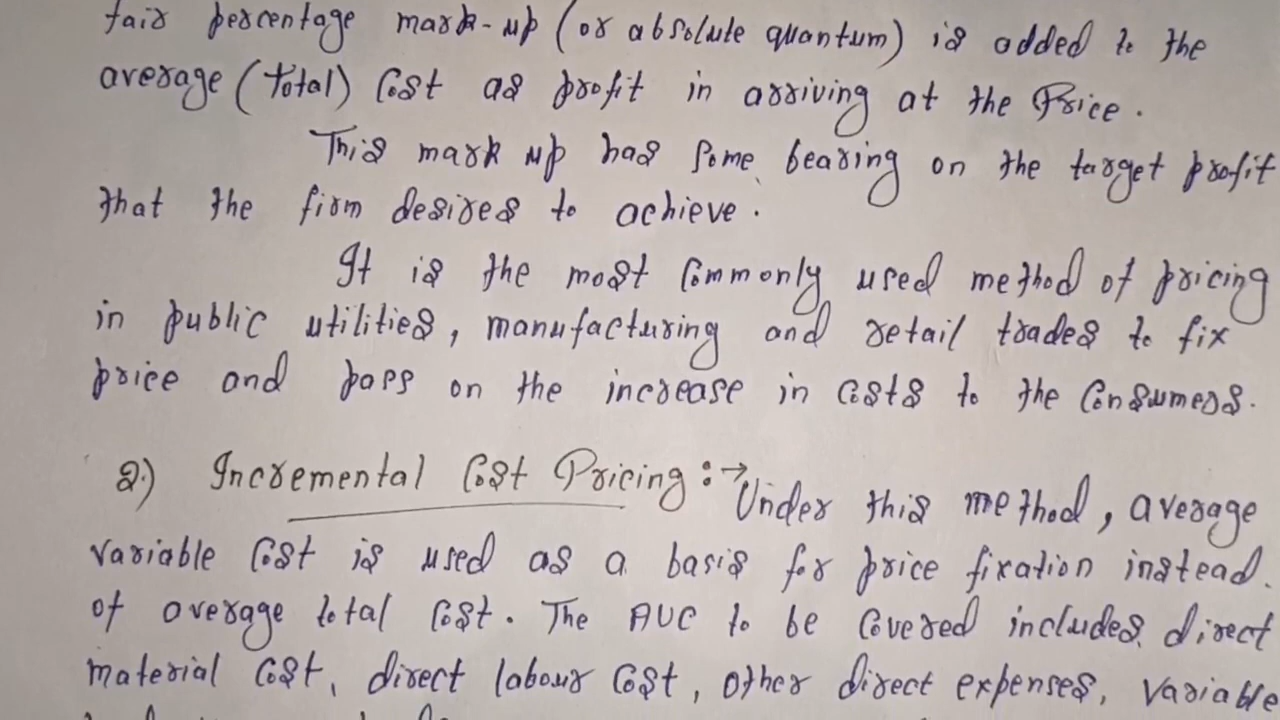 fair percentage mark-up (or absolute quantum) is added to the
average (total) Cost as profit in arriving at the Price.
This mark up has some bearing on the target profit
that the firm desires to achieve.
It is the most Commonly used method of pricing
in public utilities, manufacturing and retail trades to fix
price and pass on the increase in Costs to the Consumers.
2.) Incremental Cost Pricing :→ Under this method, average
variable Cost is used as a basis for price fixation instead.
of average total Cost. The AVC to be Covered includes direct
material Cost, direct labour Cost, other direct expenses, variable